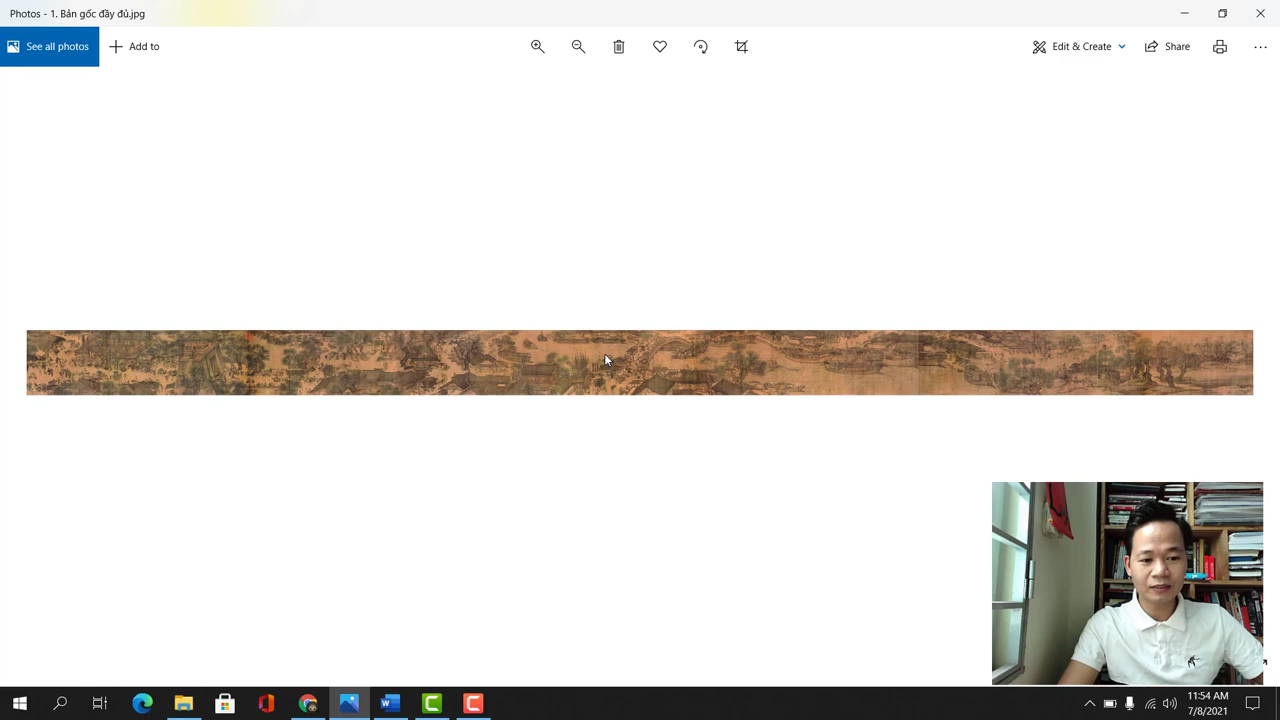 Photos - 1. Bản gốc đầy đủ.jpg
See all photos
Add to
Edit & Create
Share
11:54 AM
7/8/2021